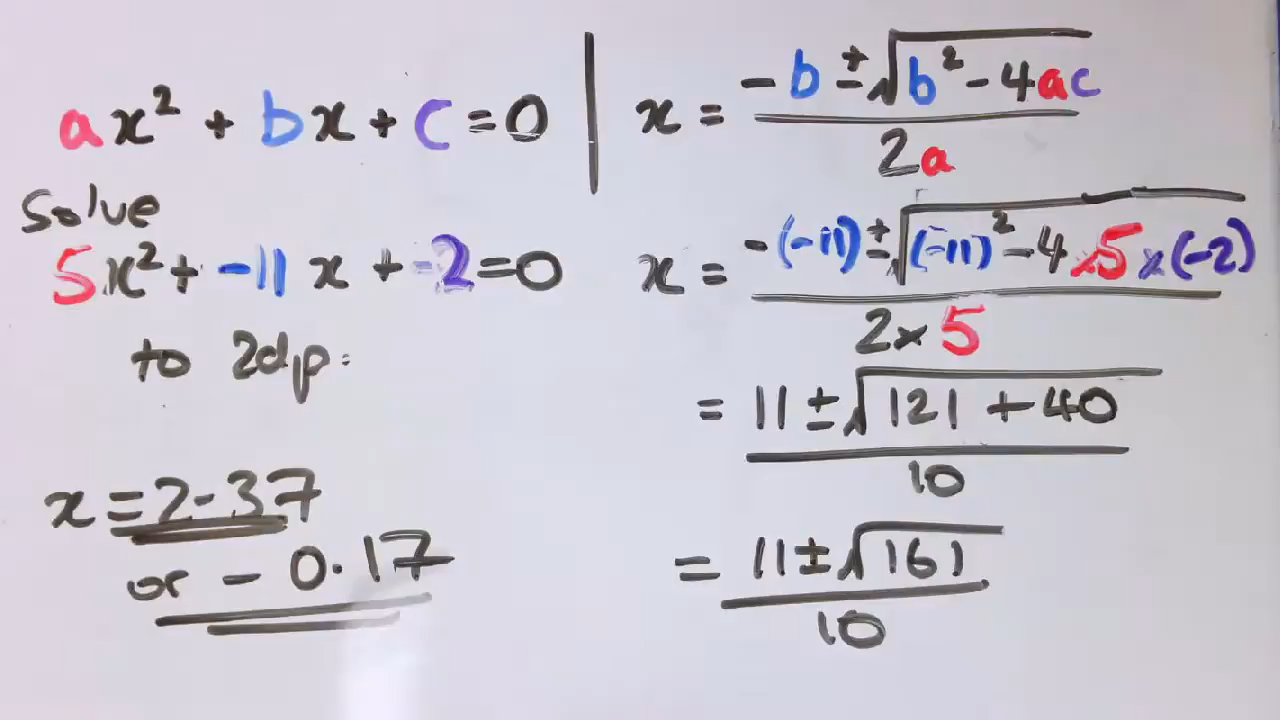 ax² + bx + c = 0
Solve
5x² + -11x + -2 = 0
to 2dp:
x = 2.37
or - 0.17
x = (-b ± √(b² - 4ac)) / 2a
x = (-(-11) ± √((-11)² - 4 × 5 × (-2))) / 2 × 5
= (11 ± √(121 + 40)) / 10
= (11 ± √161) / 10